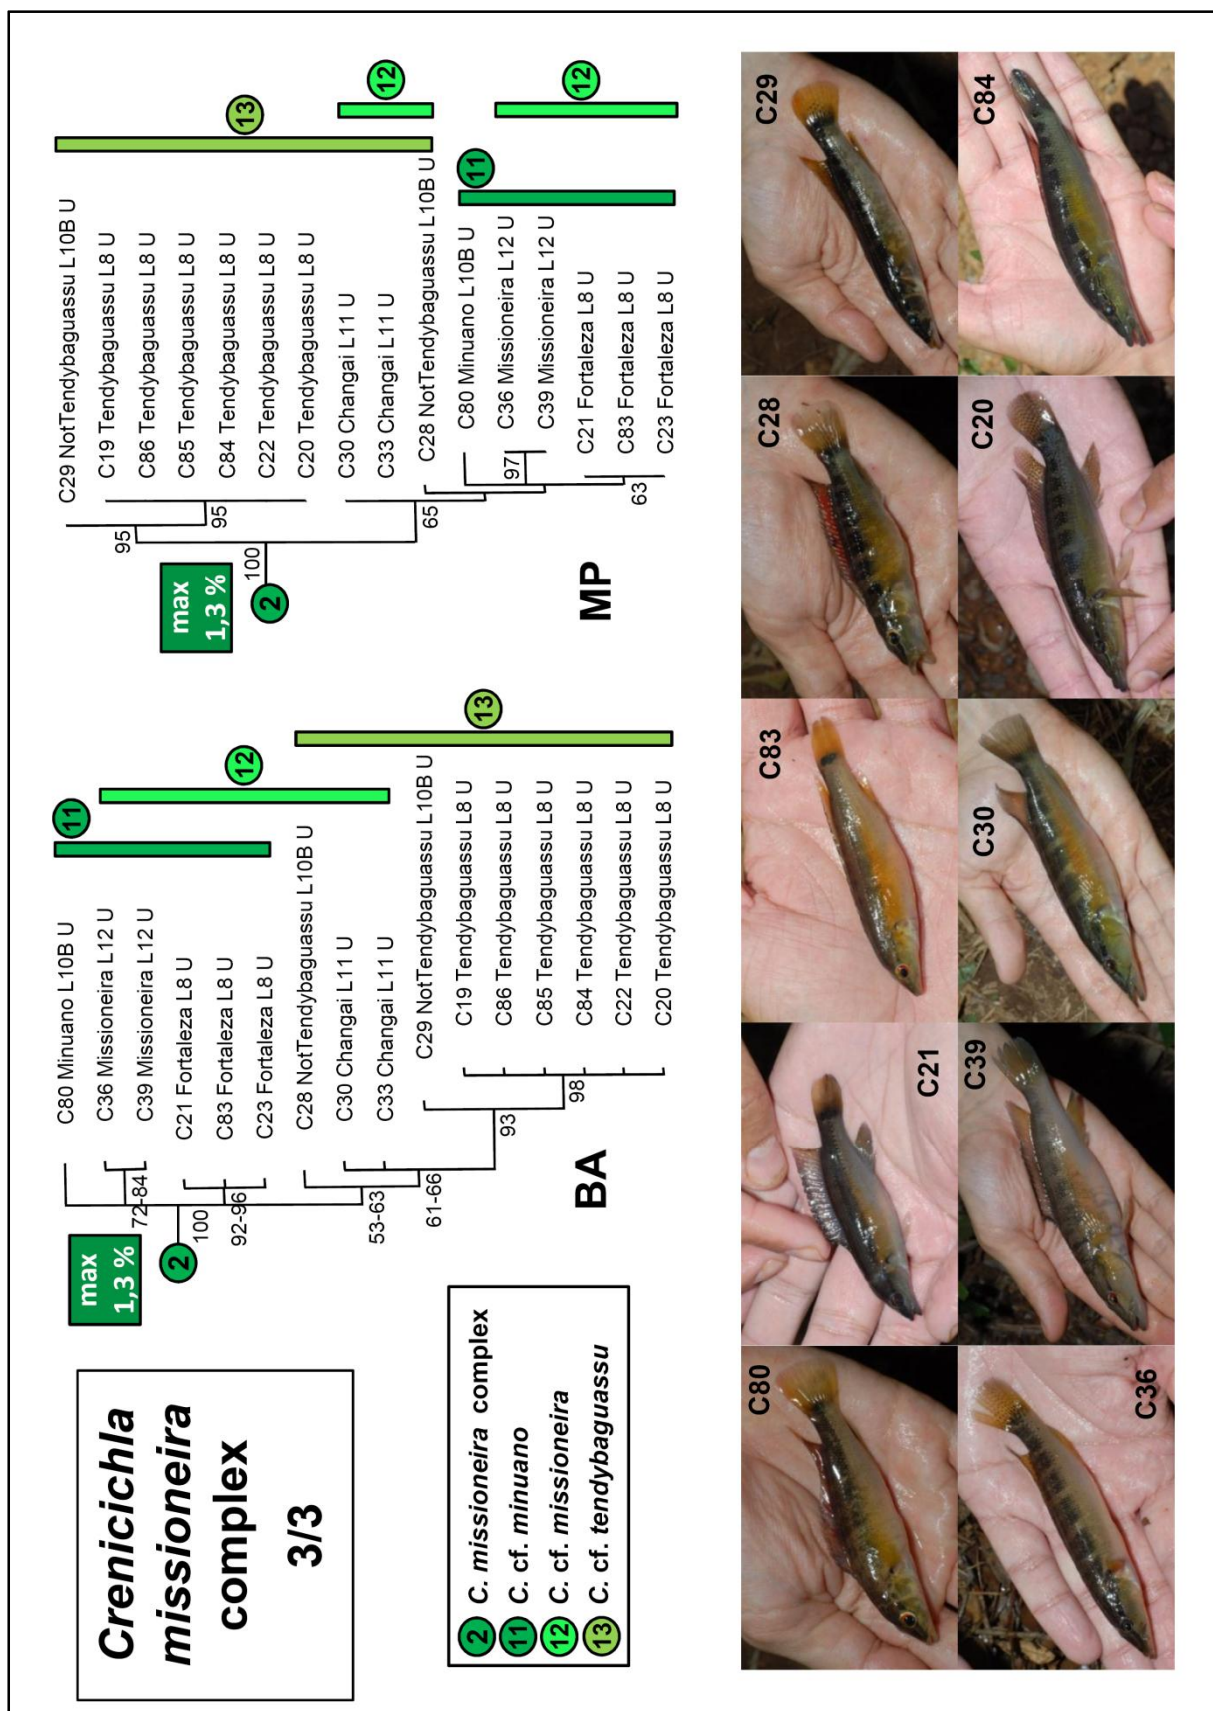 Crenicichla
missioneira
complex
3/3
2 C. missioneira complex
11 C. cf. minuano
12 C. cf. missioneira
13 C. cf. tendybaguassu
max
1,3 %
2
100
72-84
92-96
53-63
61-66
93
98
BA
C80 Minuano L10B U
C36 Missioneira L12 U
C39 Missioneira L12 U
C21 Fortaleza L8 U
C83 Fortaleza L8 U
C23 Fortaleza L8 U
C28 NotTendybaguassu L10B U
C30 Changai L11 U
C33 Changai L11 U
C29 NotTendybaguassu L10B U
C19 Tendybaguassu L8 U
C86 Tendybaguassu L8 U
C85 Tendybaguassu L8 U
C84 Tendybaguassu L8 U
C22 Tendybaguassu L8 U
C20 Tendybaguassu L8 U
11
12
13
max
1,3 %
2
100
95
95
65
97
63
MP
C29 NotTendybaguassu L10B U
C19 Tendybaguassu L8 U
C86 Tendybaguassu L8 U
C85 Tendybaguassu L8 U
C84 Tendybaguassu L8 U
C22 Tendybaguassu L8 U
C20 Tendybaguassu L8 U
C30 Changai L11 U
C33 Changai L11 U
C28 NotTendybaguassu L10B U
C80 Minuano L10B U
C36 Missioneira L12 U
C39 Missioneira L12 U
C21 Fortaleza L8 U
C83 Fortaleza L8 U
C23 Fortaleza L8 U
13
12
11
12
C80
C21
C83
C28
C29
C36
C39
C30
C20
C84